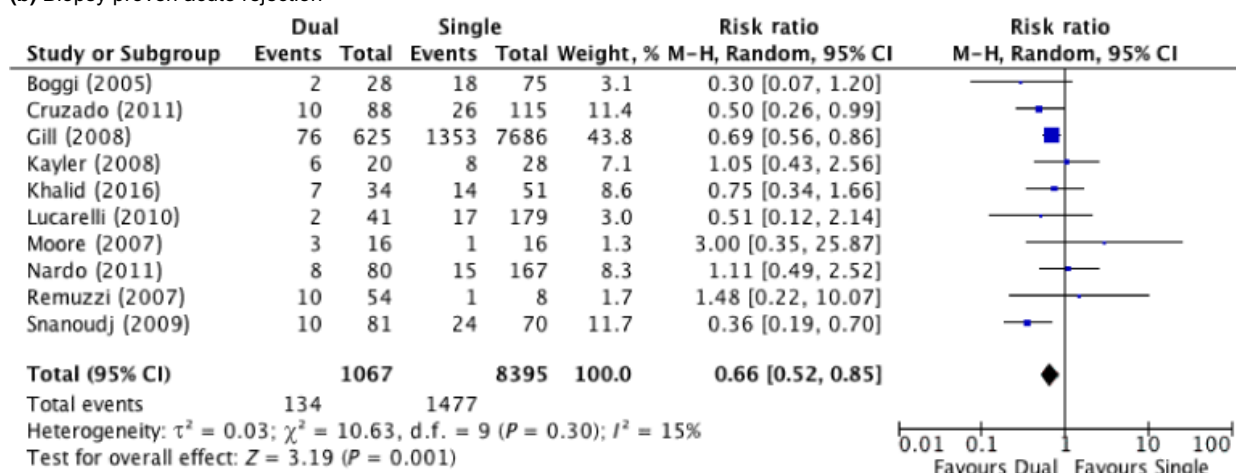 (b) Biopsy proven acute rejection
Dual Single Risk ratio Risk ratio
Study or Subgroup Events Total Events Total Weight, % M-H, Random, 95% CI M-H, Random, 95% CI
Boggi (2005) 2 28 18 75 3.1 0.30 [0.07, 1.20]
Cruzado (2011) 10 88 26 115 11.4 0.50 [0.26, 0.99]
Gill (2008) 76 625 1353 7686 43.8 0.69 [0.56, 0.86]
Kayler (2008) 6 20 8 28 7.1 1.05 [0.43, 2.56]
Khalid (2016) 7 34 14 51 8.6 0.75 [0.34, 1.66]
Lucarelli (2010) 2 41 17 179 3.0 0.51 [0.12, 2.14]
Moore (2007) 3 16 1 16 1.3 3.00 [0.35, 25.87]
Nardo (2011) 8 80 15 167 8.3 1.11 [0.49, 2.52]
Remuzzi (2007) 10 54 1 8 1.7 1.48 [0.22, 10.07]
Snanoudj (2009) 10 81 24 70 11.7 0.36 [0.19, 0.70]
Total (95% CI) 1067 8395 100.0 0.66 [0.52, 0.85]
Total events 134 1477
Heterogeneity: τ² = 0.03; χ² = 10.63, d.f. = 9 (P = 0.30); I² = 15%
Test for overall effect: Z = 3.19 (P = 0.001)
0.01 0.1 1 10 100
Favours Dual Favours Single